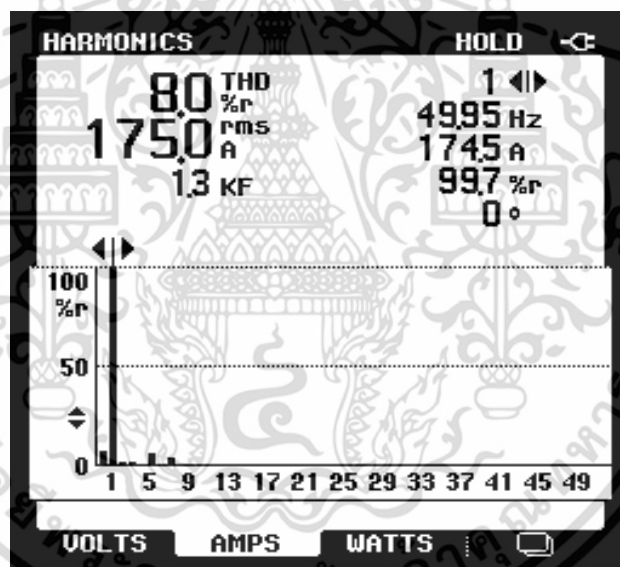 HARMONICS HOLD
8.0 THD %r
1
175.0 rms A
49.95 Hz
1.3 KF
174.5 A
99.7 %r
0 °
100
%r
50
0
1 5 9 13 17 21 25 29 33 37 41 45 49
VOLTS AMPS WATTS